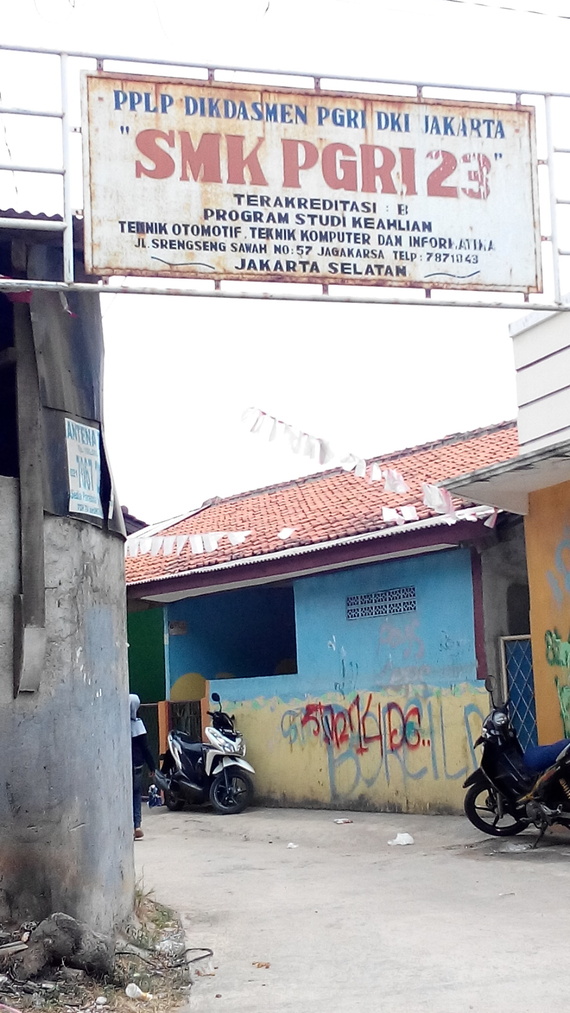 PPLP DIKDASMEN PGRI DKI JAKARTA
"SMK PGRI 23"
TERAKREDITASI : B
PROGRAM STUDI KEAHLIAN
TEKNIK OTOMOTIF . TEKNIK KOMPUTER DAN INFORMATIKA
JL. SRENGSENG SAWAH NO: 57 JAGAKARSA TELP : 7871043
JAKARTA SELATAN
ANTENA